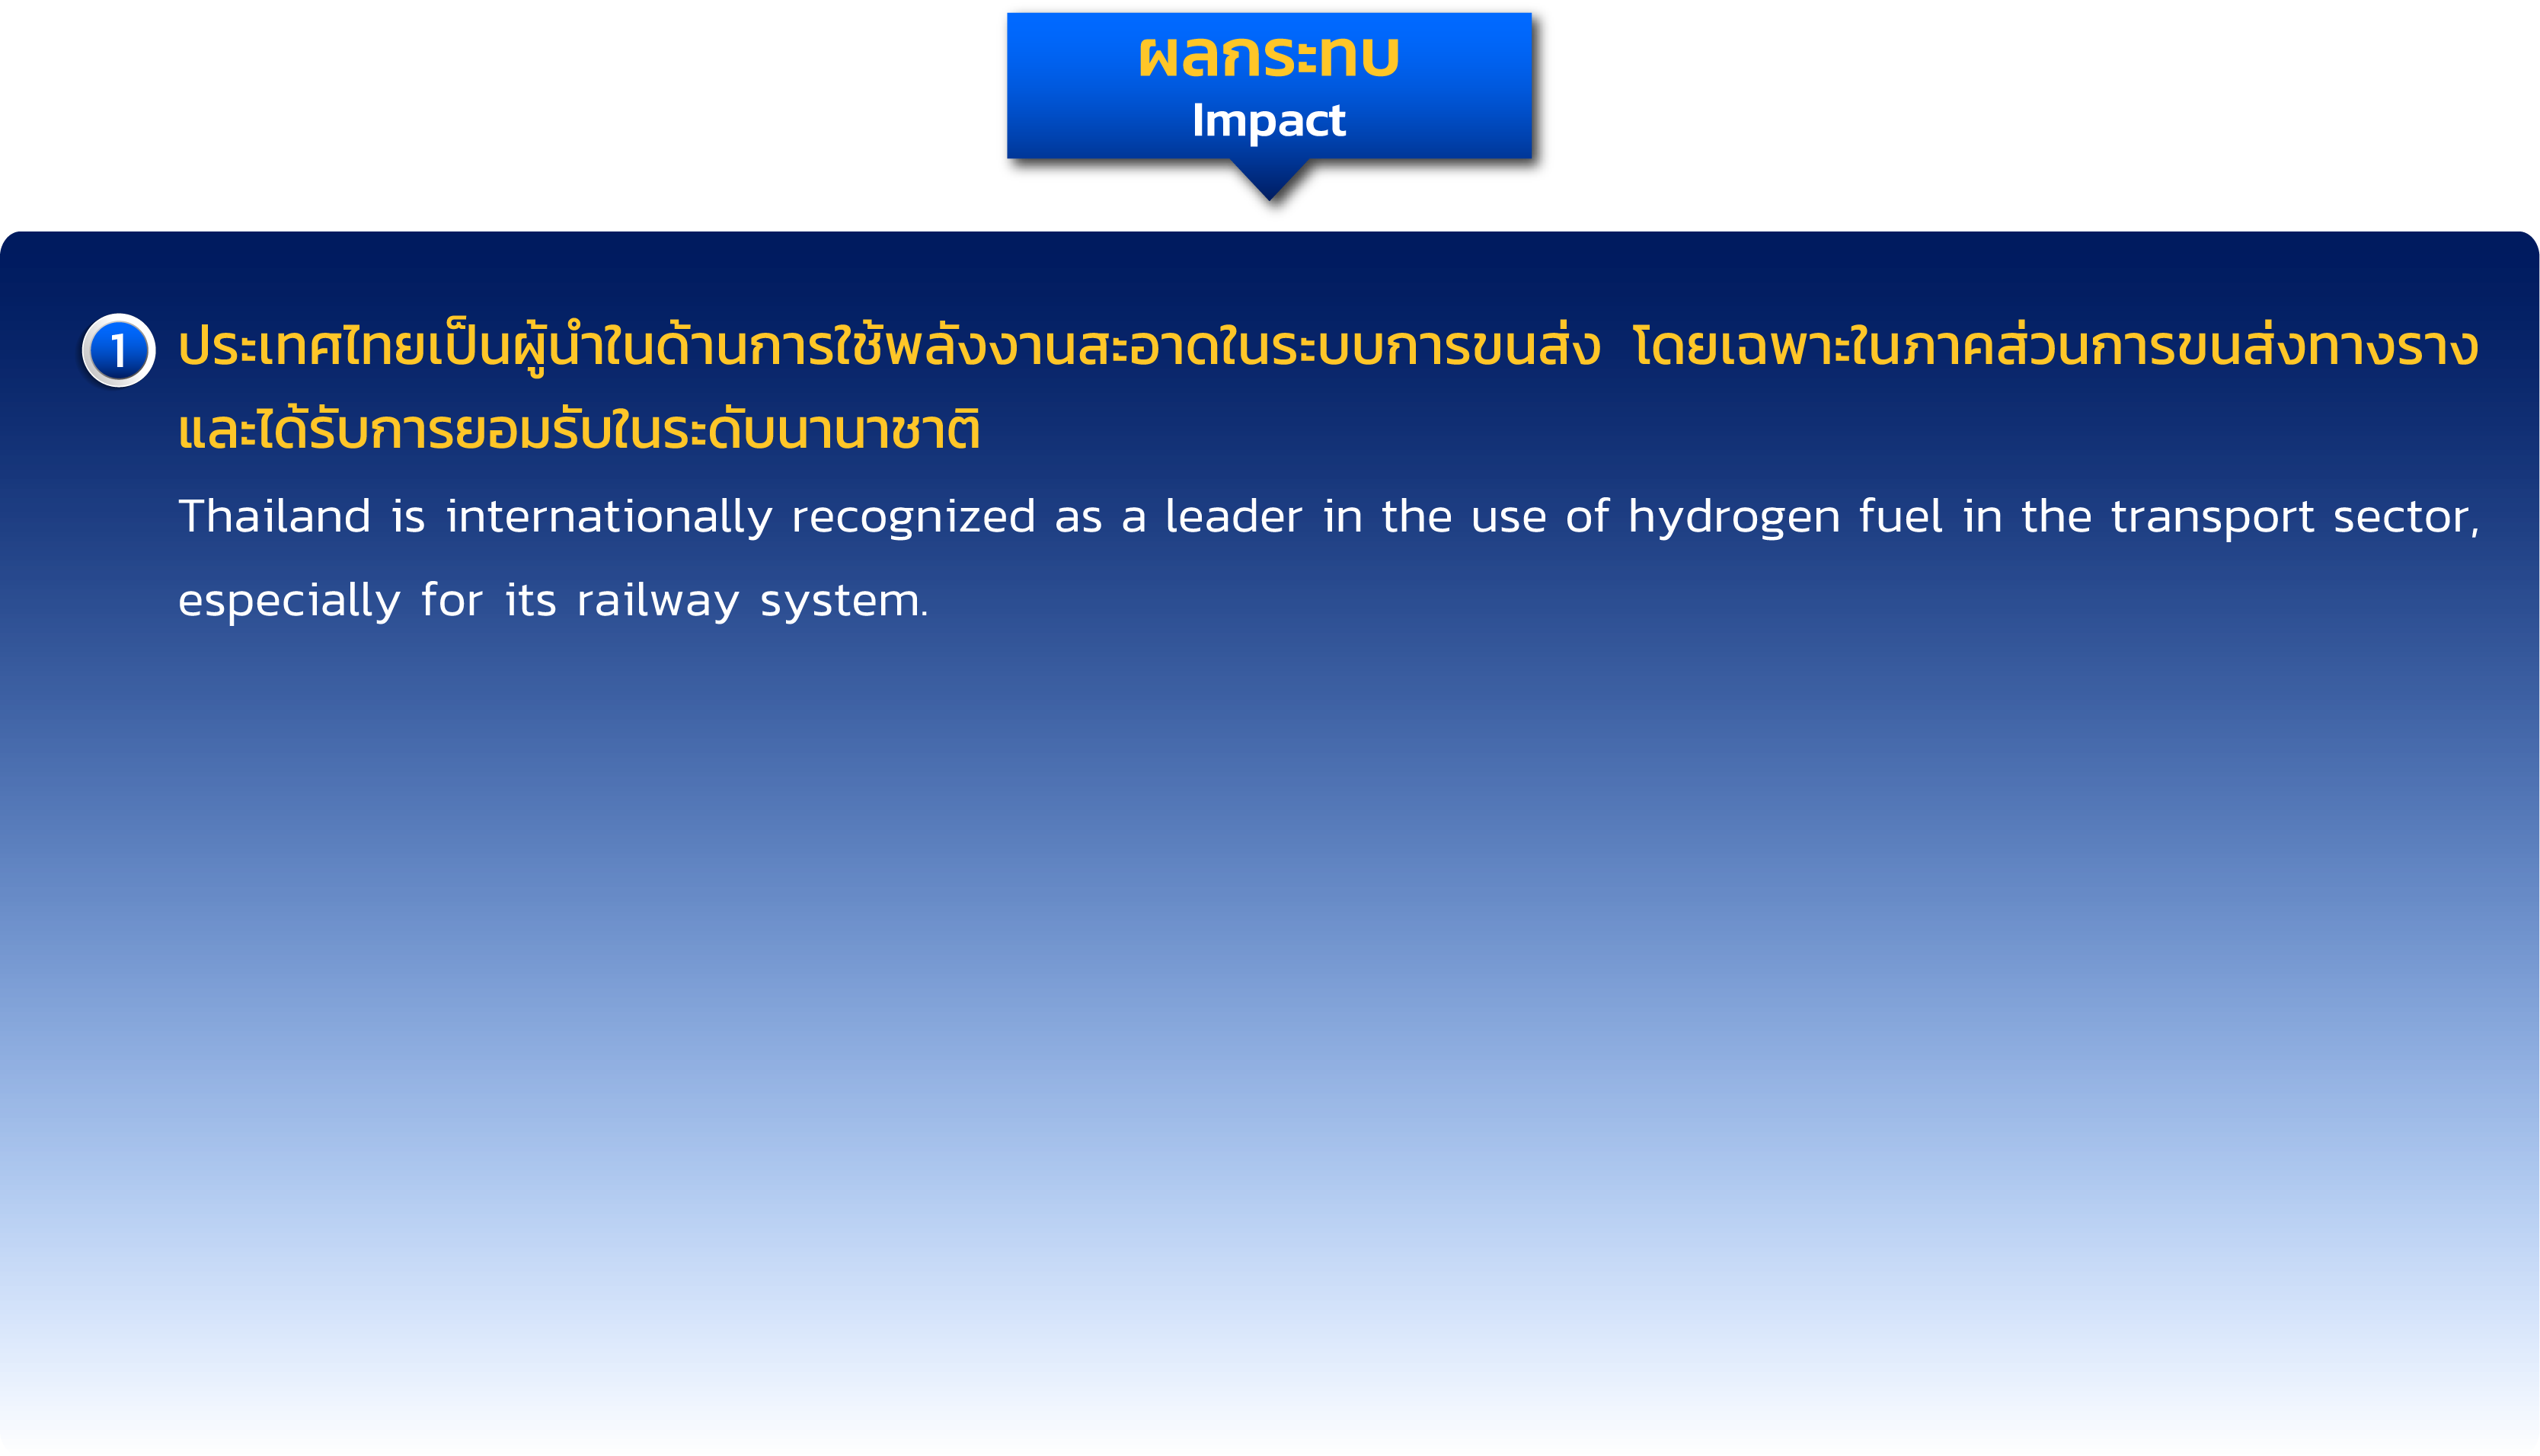 ผลกระทบ
Impact
1 ประเทศไทยเป็นผู้นำในด้านการใช้พลังงานสะอาดในระบบการขนส่ง โดยเฉพาะในภาคส่วนการขนส่งทางราง
และได้รับการยอมรับในระดับนานาชาติ
Thailand is internationally recognized as a leader in the use of hydrogen fuel in the transport sector,
especially for its railway system.